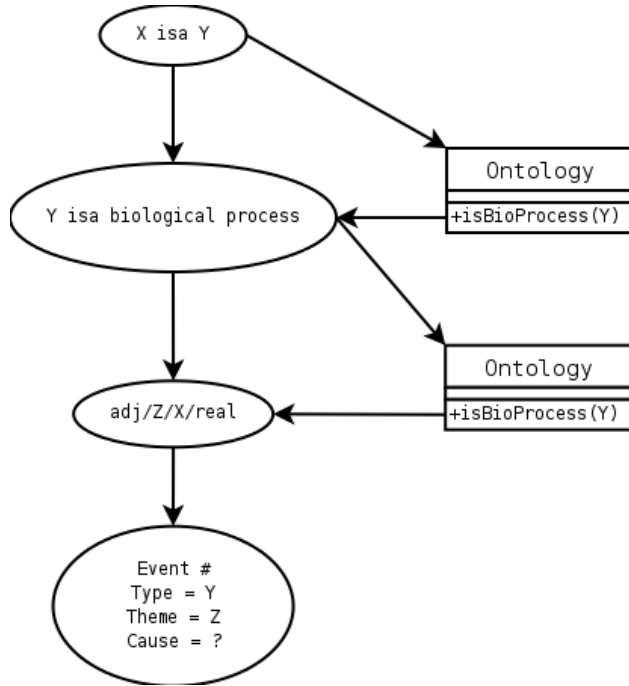 X isa Y
Ontology
+isBioProcess(Y)
Y isa biological process
Ontology
+isBioProcess(Y)
adj/Z/X/real
Event #
Type = Y
Theme = Z
Cause = ?